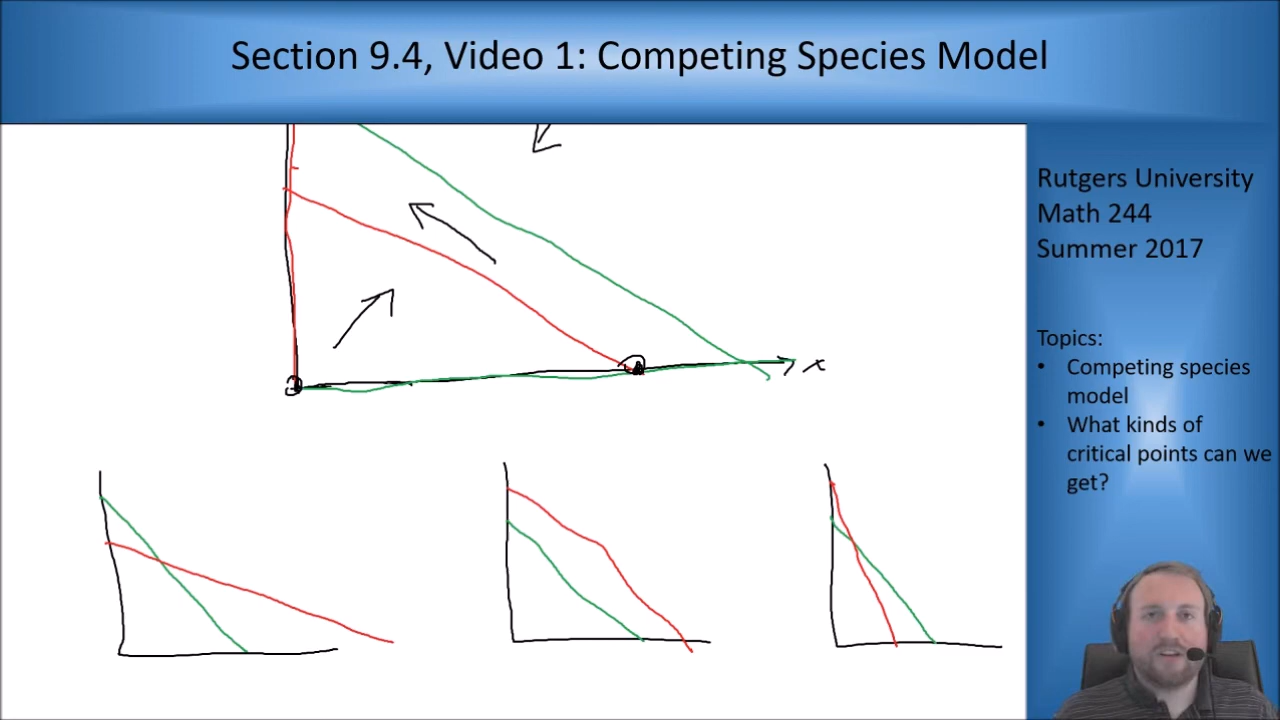 Section 9.4, Video 1: Competing Species Model
x
Rutgers University
Math 244
Summer 2017
Topics:
• Competing species
model
• What kinds of
critical points can we
get?